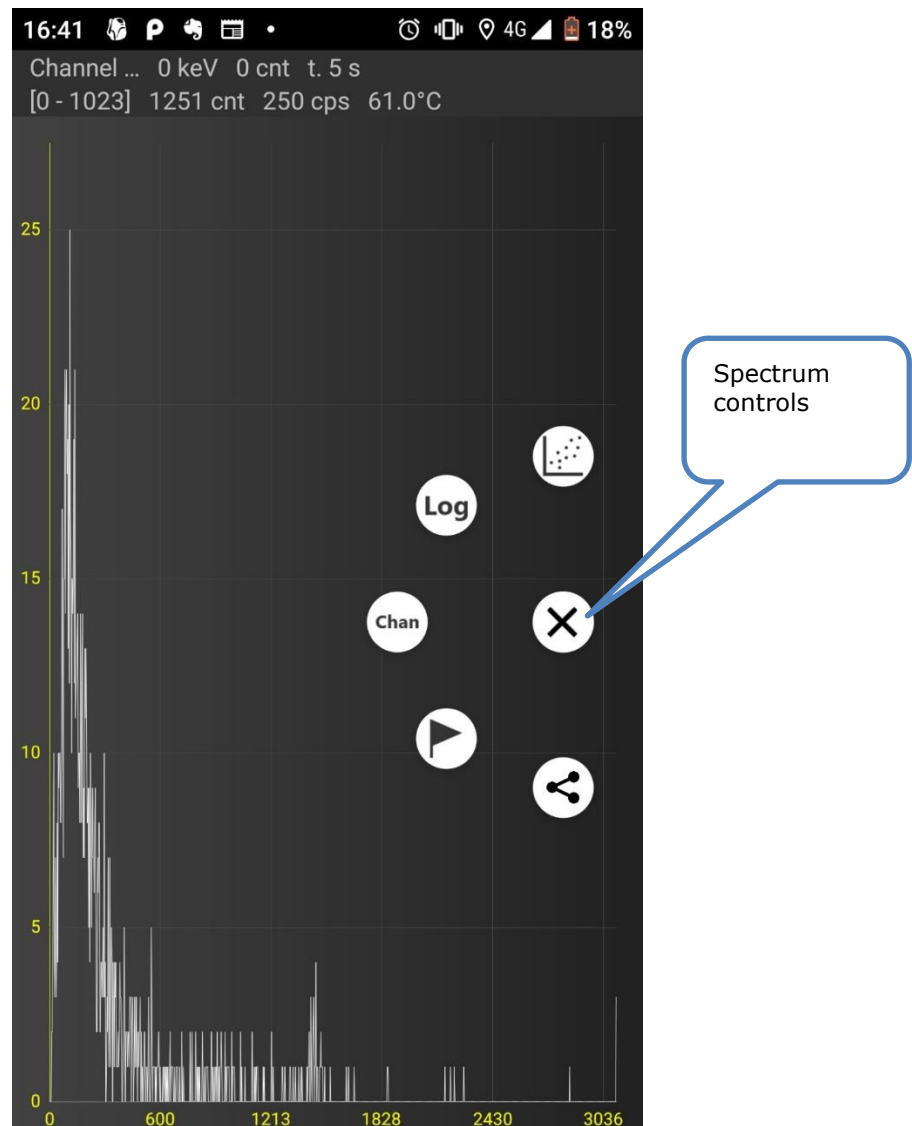 16:41 P 4G 18%
Channel ... 0 keV 0 cnt t. 5 s
[0 - 1023] 1251 cnt 250 cps 61.0°C
25
20
15
10
5
0
0 600 1213 1828 2430 3036
Log
Chan
Spectrum
controls